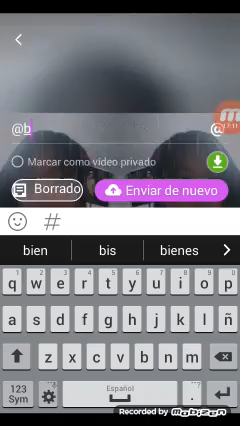 @b @
Marcar como video privado
Borrado Enviar de nuevo
bien bis bienes
q w e r t y u i o p
a s d f g h j k l ñ
z x c v b n m
123
Sym Español .
Recorded by mobizen